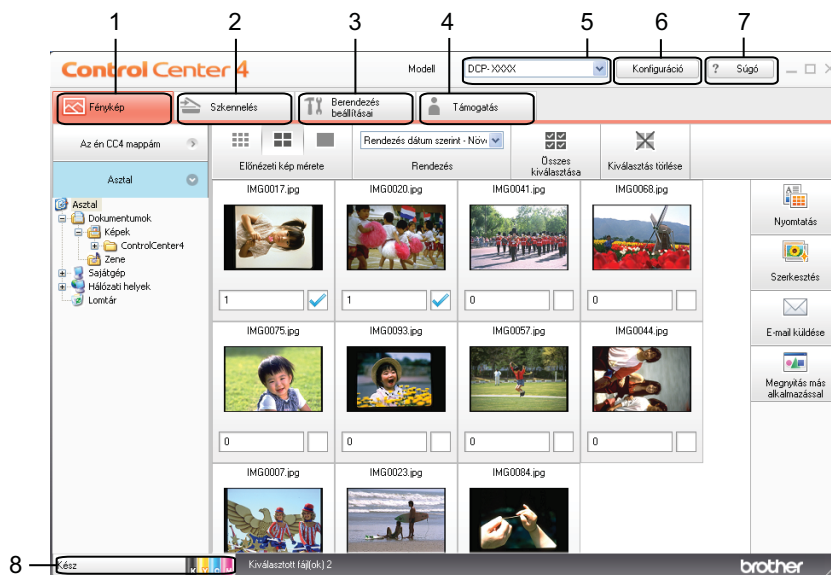 1 2 3 4 5 6 7
Control Center 4
Modell
DCP-XXXX
Konfiguráció
? Súgó
Fénykép
Szkennelés
Berendezés
beállításai
Támogatás
Az én CC4 mappám
Asztal
Előnézeti kép mérete
Rendezés dátum szerint - Növe
Rendezés
Összes
kiválasztása
Kiválasztás törlése
Asztal
Dokumentumok
Képek
ControlCenter4
Zene
Sajátgép
Hálózati helyek
Lomtár
IMG0017.jpg
IMG0020.jpg
IMG0041.jpg
IMG0068.jpg
1
1
0
0
IMG0075.jpg
IMG0093.jpg
IMG0057.jpg
IMG0044.jpg
0
0
0
0
IMG0007.jpg
IMG0023.jpg
IMG0084.jpg
Nyomtatás
Szerkesztés
E-mail küldése
Megnyitás más
alkalmazással
8
Kész
K Y C M
Kiválasztott fájl(ok) 2
brother